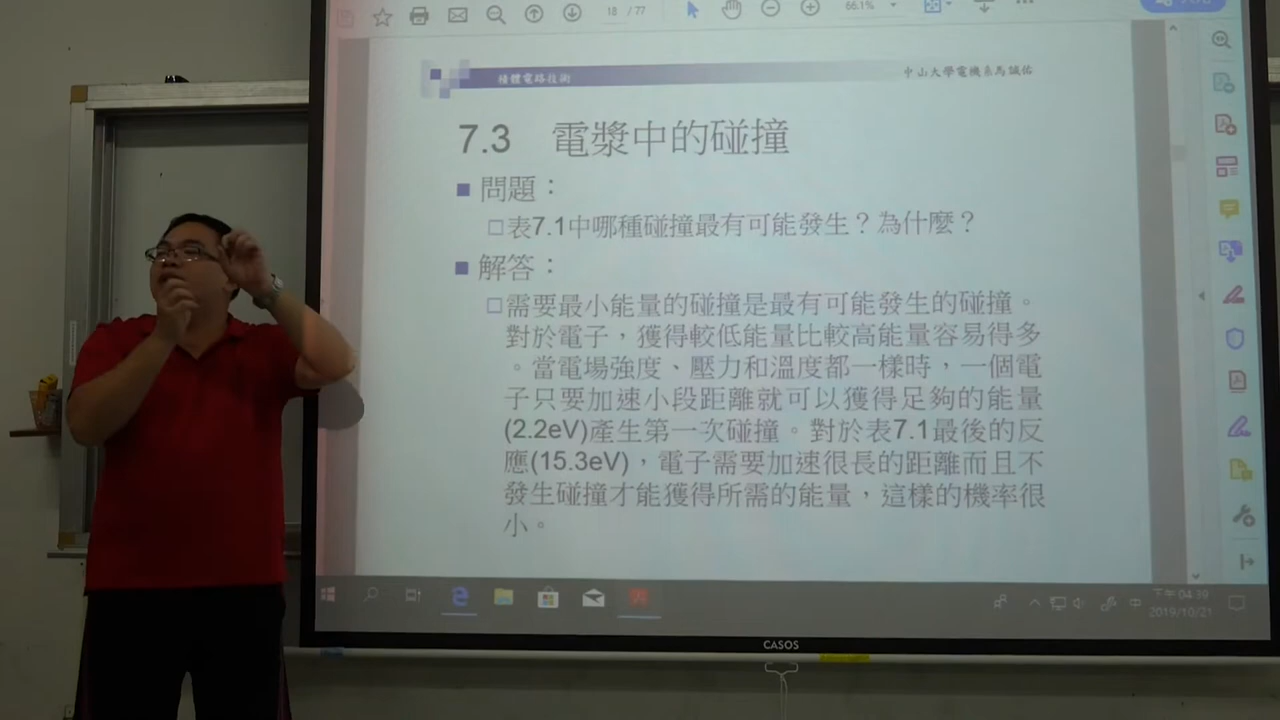 18 / 77
66.1%
積體電路技術
中山大學電機系馬誠佑
7.3 電漿中的碰撞
問題：
表7.1中哪種碰撞最有可能發生？為什麼？
解答：
需要最小能量的碰撞是最有可能發生的碰撞。
對於電子，獲得較低能量比較高能量容易得多
。當電場強度、壓力和溫度都一樣時，一個電
子只要加速小段距離就可以獲得足夠的能量
(2.2eV)產生第一次碰撞。對於表7.1最後的反
應(15.3eV)，電子需要加速很長的距離而且不
發生碰撞才能獲得所需的能量，這樣的機率很
小。
中
下午 04:39
2019/10/21
CASOS